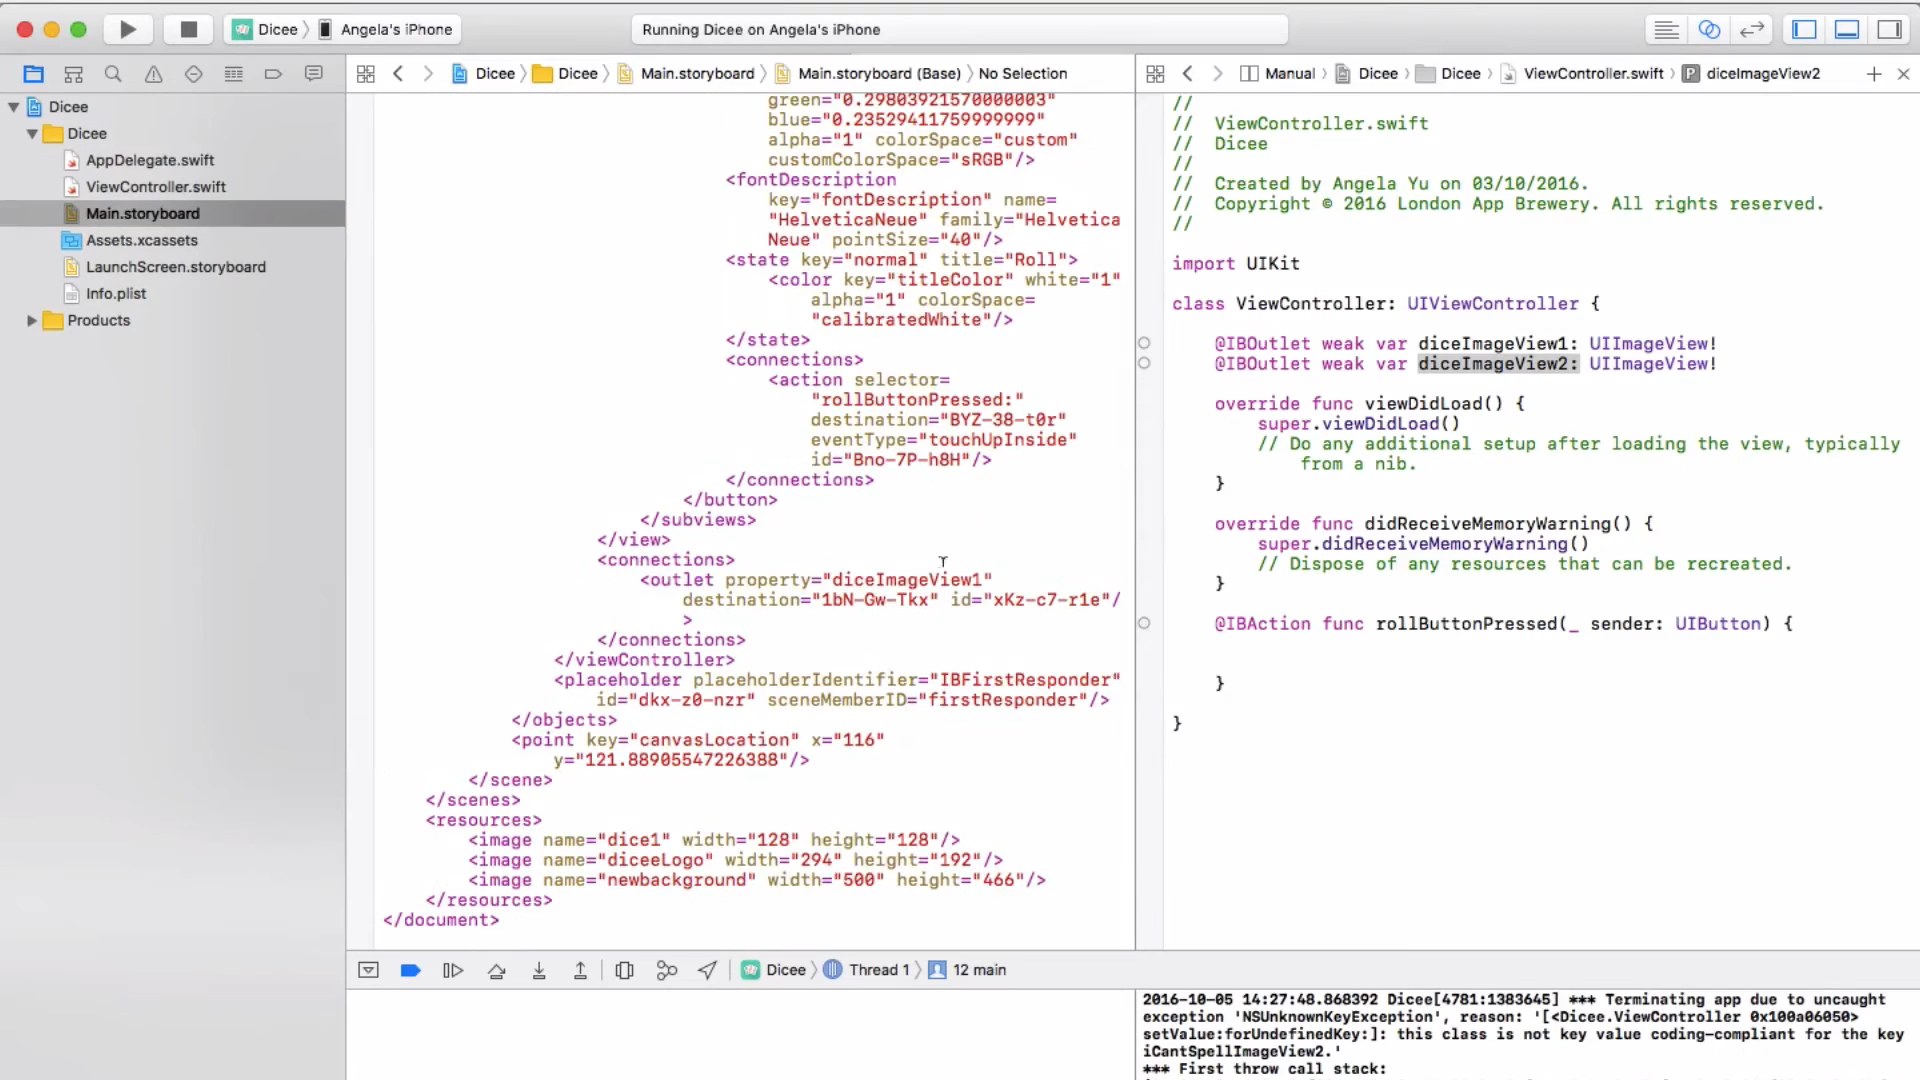 Dicee
Angela's iPhone
Running Dicee on Angela's iPhone
Dicee
Dicee
Main.storyboard
Main.storyboard (Base)
No Selection
Manual
Dicee
Dicee
ViewController.swift
P
diceImageView2
Dicee
Dicee
AppDelegate.swift
ViewController.swift
Main.storyboard
Assets.xcassets
LaunchScreen.storyboard
Info.plist
Products
green="0.29803921570000003"
blue="0.23529411759999999"
alpha="1" colorSpace="custom"
customColorSpace="sRGB"/>
<fontDescription
key="fontDescription" name=
"HelveticaNeue" family="Helvetica
Neue" pointSize="40"/>
<state key="normal" title="Roll">
<color key="titleColor" white="1"
alpha="1" colorSpace=
"calibratedWhite"/>
</state>
<connections>
<action selector=
"rollButtonPressed:"
destination="BYZ-38-t0r"
eventType="touchUpInside"
id="Bno-7P-h8H"/>
</connections>
</button>
</subviews>
</view>
<connections>
<outlet property="diceImageView1"
destination="1bN-Gw-Tkx" id="xKz-c7-r1e"/
>
</connections>
</viewController>
<placeholder placeholderIdentifier="IBFirstResponder"
id="dkx-z0-nzr" sceneMemberID="firstResponder"/>
</objects>
<point key="canvasLocation" x="116"
y="121.88905547226388"/>
</scene>
</scenes>
<resources>
<image name="dice1" width="128" height="128"/>
<image name="diceeLogo" width="294" height="192"/>
<image name="newbackground" width="500" height="466"/>
</resources>
</document>
//
// ViewController.swift
// Dicee
//
// Created by Angela Yu on 03/10/2016.
// Copyright © 2016 London App Brewery. All rights reserved.
//
import UIKit
class ViewController: UIViewController {
@IBOutlet weak var diceImageView1: UIImageView!
@IBOutlet weak var diceImageView2: UIImageView!
override func viewDidLoad() {
super.viewDidLoad()
// Do any additional setup after loading the view, typically
from a nib.
}
override func didReceiveMemoryWarning() {
super.didReceiveMemoryWarning()
// Dispose of any resources that can be recreated.
}
@IBAction func rollButtonPressed(_ sender: UIButton) {
}
}
Dicee
Thread 1
12 main
2016-10-05 14:27:48.868392 Dicee[4781:1383645] *** Terminating app due to uncaught
exception 'NSUnknownKeyException', reason: '[<Dicee.ViewController 0x100a06050>
setValue:forUndefinedKey:]: this class is not key value coding-compliant for the key
iCantSpellImageView2.'
*** First throw call stack: